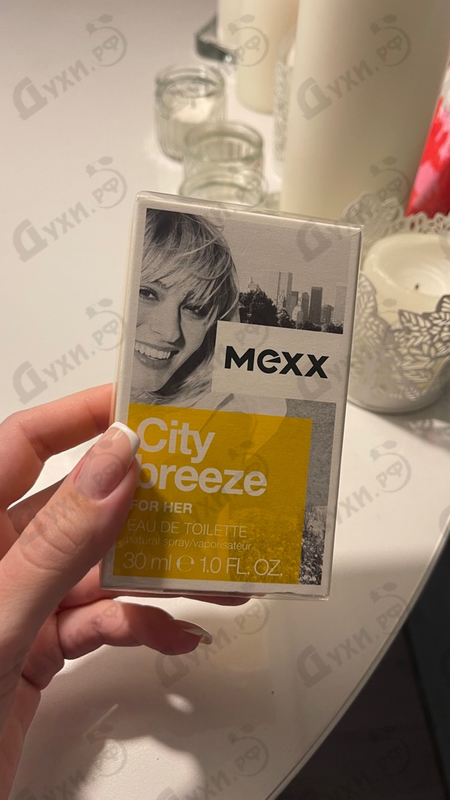 mexx
City
breeze
FOR HER
EAU DE TOILETTE
natural spray/vaporisateur
30 ml e 1.0 FL. OZ.
Духи.рф